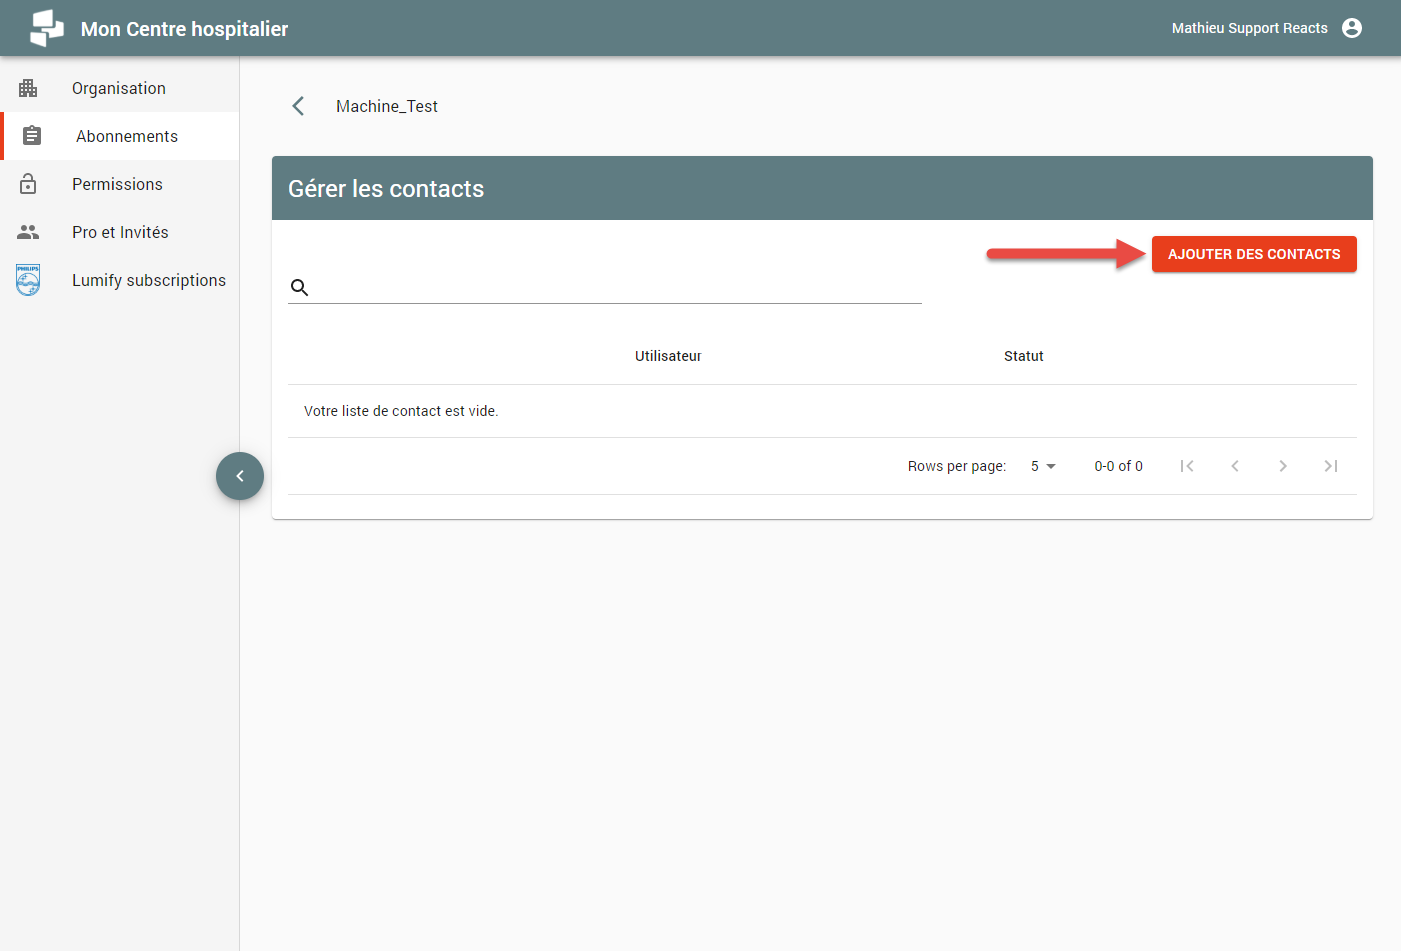 Mon Centre hospitalier
Mathieu Support Reacts
Organisation
Abonnements
Permissions
Pro et Invités
PHILIPS
Lumify subscriptions
Machine_Test
Gérer les contacts
AJOUTER DES CONTACTS
Utilisateur Statut
Votre liste de contact est vide.
Rows per page: 5 0-0 of 0